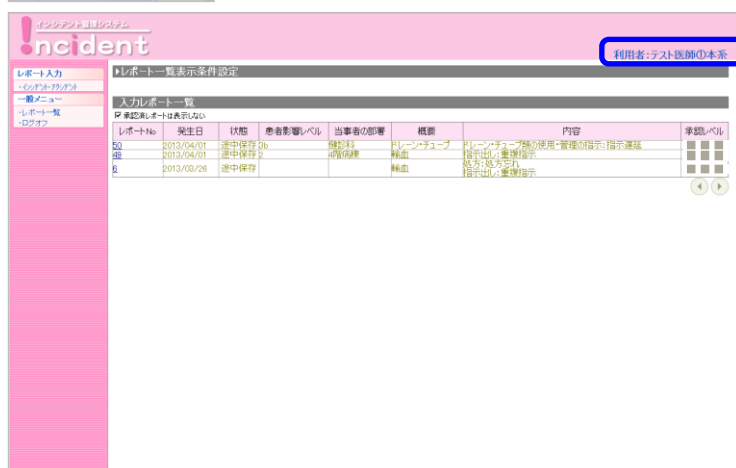 インシデント管理システム
Incident
利用者:テスト医師①本系
レポート入力
・インシデント・アクシデント
一般メニュー
・レポート一覧
・ログオフ
▶レポート一覧表示条件設定
入力レポート一覧
承認済レポートは表示しない
レポートNo 発生日 状態 患者影響レベル 当事者の部署 概要 内容 承認レベル
50 2013/04/01 途中保存 3b 健診科 ドレーン・チューブ ドレーン・チューブ類の使用・管理の指示:指示遅延
48 2013/04/01 途中保存 2 4階病棟 輸血 指示出し:重複指示
6 2013/03/26 途中保存 輸血 処方:処方忘れ
指示出し:重複指示